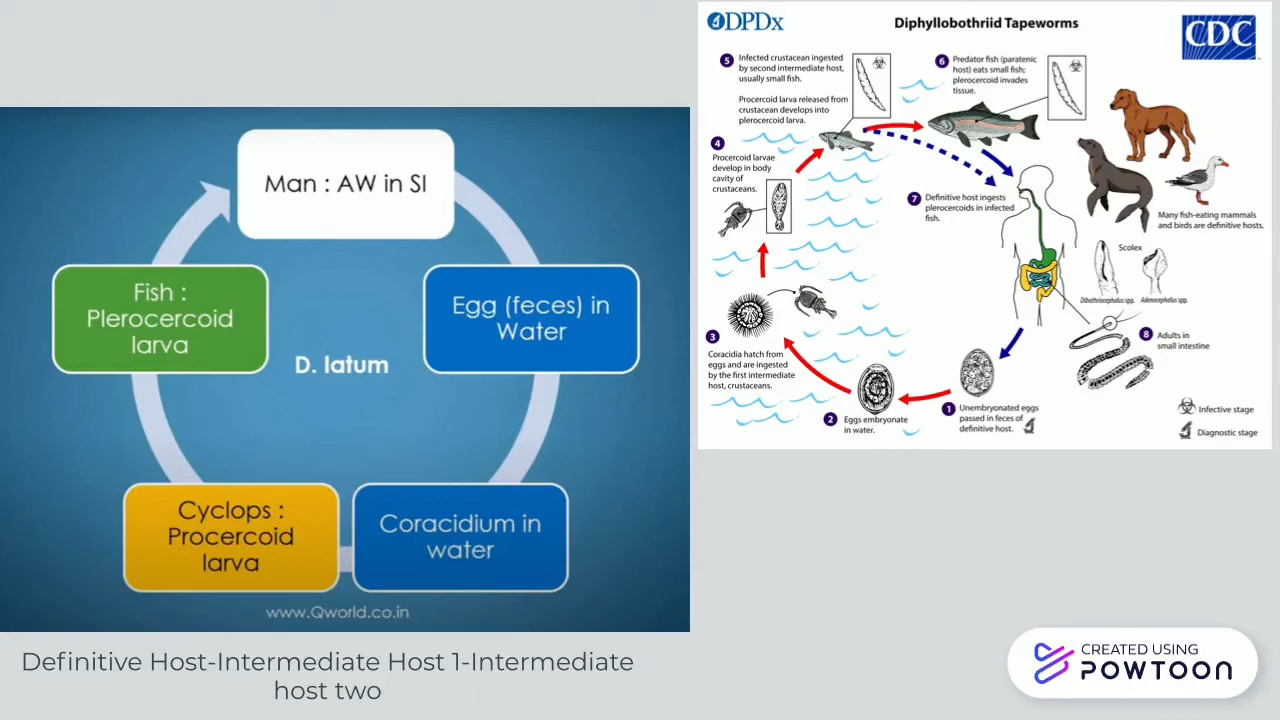 DPDx
Diphyllobothriid Tapeworms
CDC
5
Infected crustacean ingested
by second intermediate host,
usually small fish.
Procercoid larva released from
crustacean develops into
plerocercoid larva.
6
Predator fish (paratenic
host) eats small fish;
plerocercoid invades
tissue.
4
Procercoid larvae
develop in body
cavity of
crustaceans.
7
Definitive host ingests
plerocercoids in infected
fish.
Many fish-eating mammals
and birds are definitive hosts.
Scolex
Dibothriocephalus spp.
Adenocephalus spp.
3
Coracidia hatch from
eggs and are ingested
by the first intermediate
host, crustaceans.
8
Adults in
small intestine
2
Eggs embryonate
in water.
1
Unembryonated eggs
passed in feces of
definitive host.
Infective stage
Diagnostic stage
Man : AW in SI
Egg (feces) in
Water
Coracidium in
water
Cyclops :
Procercoid
larva
Fish :
Plerocercoid
larva
D. latum
www.Qworld.co.in
Definitive Host-Intermediate Host 1-Intermediate
host two
CREATED USING
POWTOON